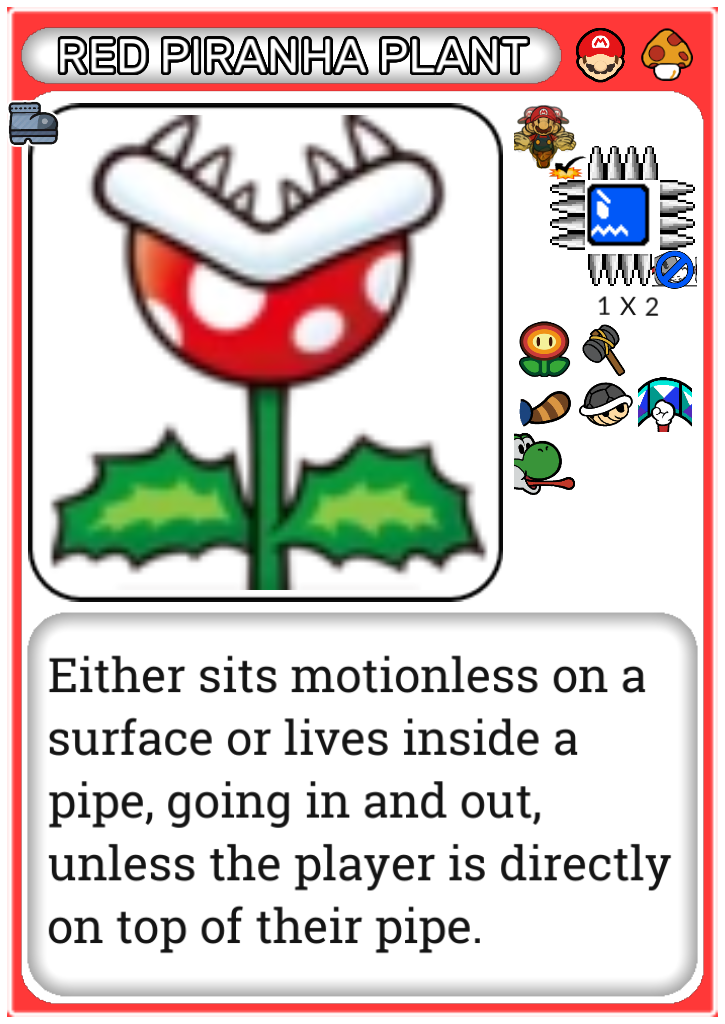 RED PIRANHA PLANT
1 X 2
Either sits motionless on a
surface or lives inside a
pipe, going in and out,
unless the player is directly
on top of their pipe.